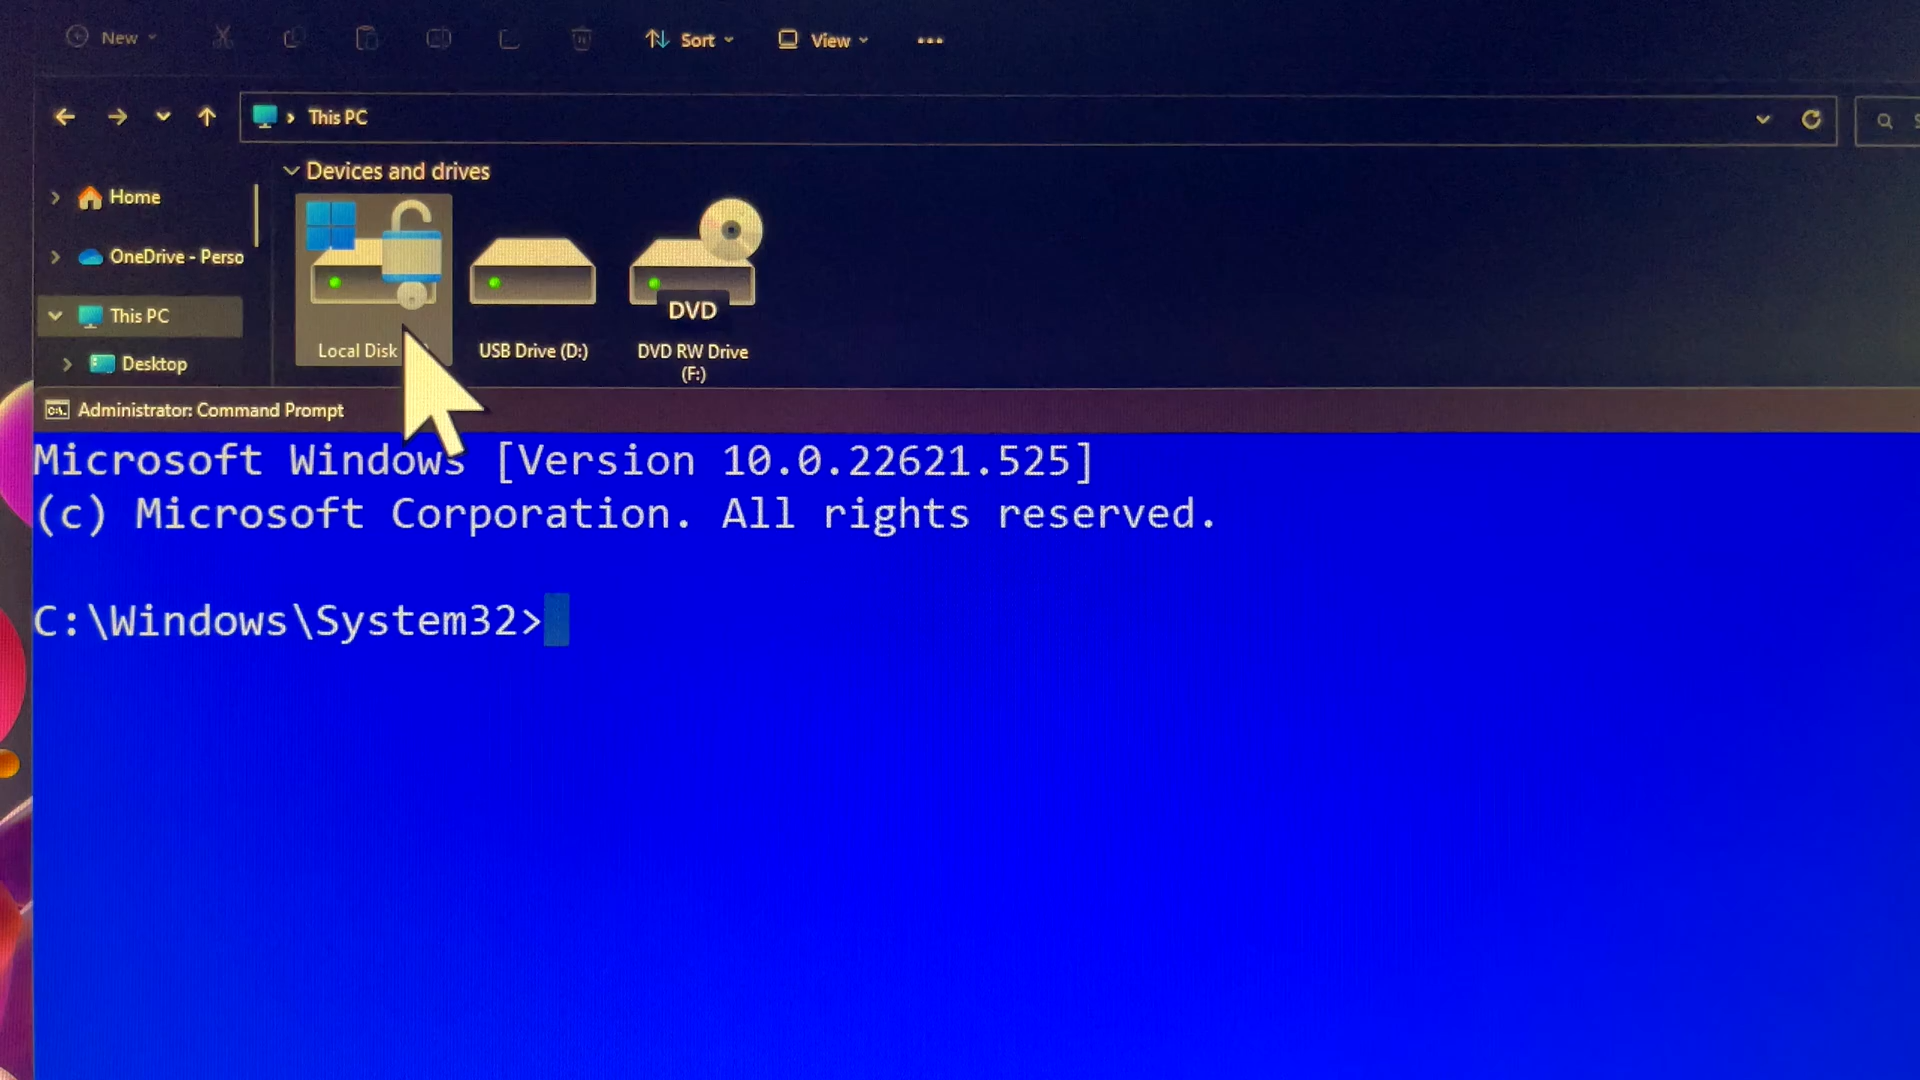 New
Sort
View
This PC
Devices and drives
Home
OneDrive - Perso
This PC
Desktop
Local Disk
USB Drive (D:)
DVD
DVD RW Drive
(F:)
Administrator: Command Prompt
Microsoft Windows [Version 10.0.22621.525]
(c) Microsoft Corporation. All rights reserved.
C:\Windows\System32>